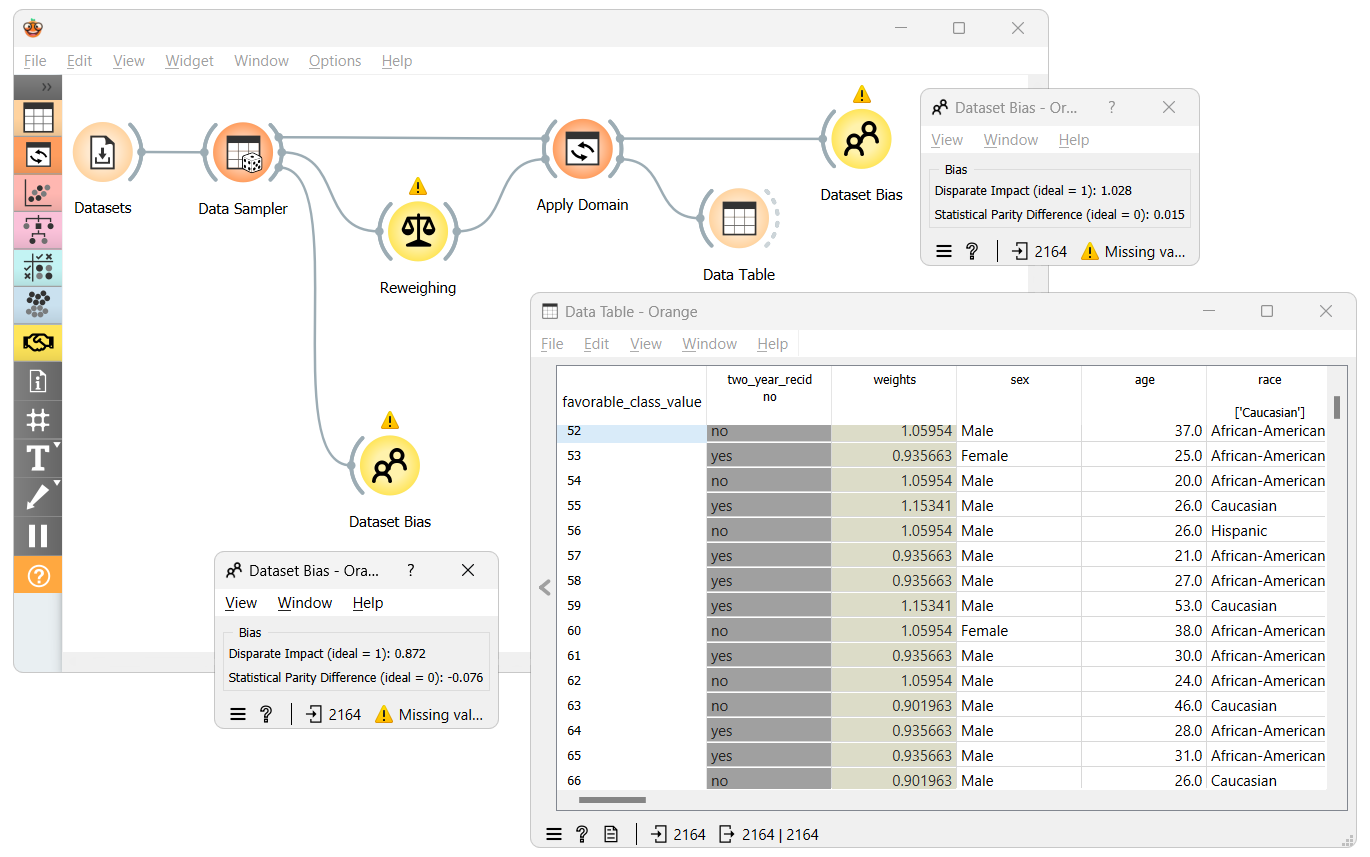 File Edit View Widget Window Options Help
Datasets
Data Sampler
Reweighing
Apply Domain
Data Table
Dataset Bias
Dataset Bias
Dataset Bias - Or... ?
View Window Help
Bias
Disparate Impact (ideal = 1): 1.028
Statistical Parity Difference (ideal = 0): 0.015
? 2164 Missing va...
Dataset Bias - Ora... ?
View Window Help
Bias
Disparate Impact (ideal = 1): 0.872
Statistical Parity Difference (ideal = 0): -0.076
? 2164 Missing val...
Data Table - Orange
File Edit View Window Help
two_year_recid weights sex age race
favorable_class_value no ['Caucasian']
52 no 1.05954 Male 37.0 African-American
53 yes 0.935663 Female 25.0 African-American
54 no 1.05954 Male 20.0 African-American
55 yes 1.15341 Male 26.0 Caucasian
56 no 1.05954 Male 26.0 Hispanic
57 yes 0.935663 Male 21.0 African-American
58 yes 0.935663 Male 27.0 African-American
59 yes 1.15341 Male 53.0 Caucasian
60 no 1.05954 Female 38.0 African-American
61 yes 0.935663 Male 30.0 African-American
62 no 1.05954 Male 24.0 African-American
63 no 0.901963 Male 46.0 Caucasian
64 yes 0.935663 Male 28.0 African-American
65 yes 0.935663 Male 31.0 African-American
66 no 0.901963 Male 26.0 Caucasian
? 2164 2164 | 2164